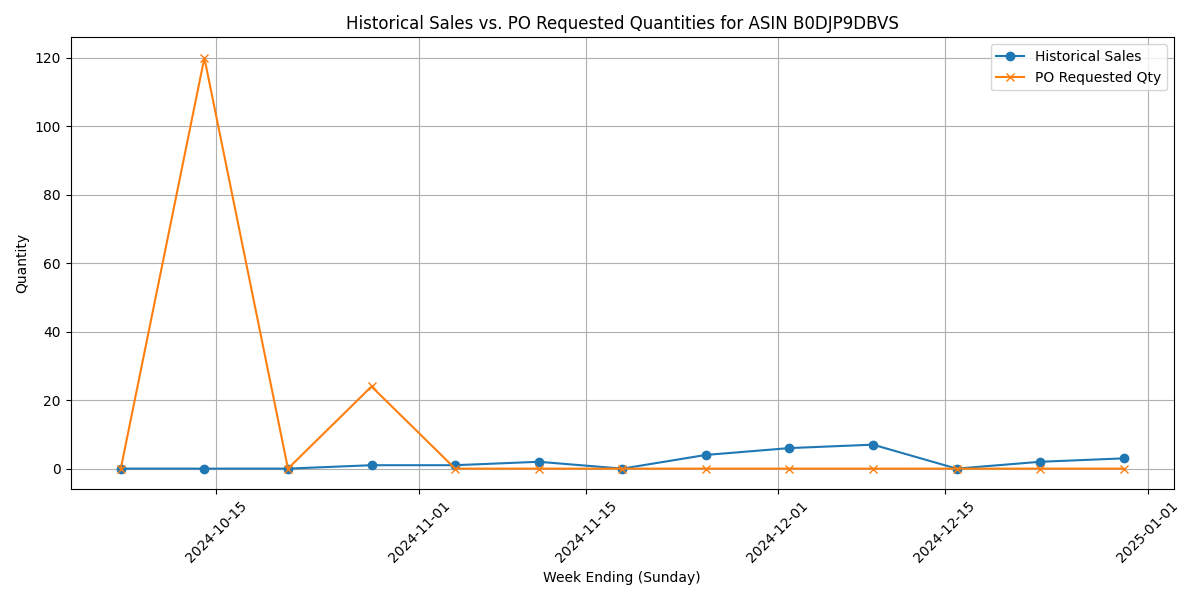 Historical Sales vs. PO Requested Quantities for ASIN B0DJP9DBVS
Historical Sales
PO Requested Qty
Quantity
120
100
80
60
40
20
0
2024-10-15
2024-11-01
2024-11-15
2024-12-01
2024-12-15
2025-01-01
Week Ending (Sunday)